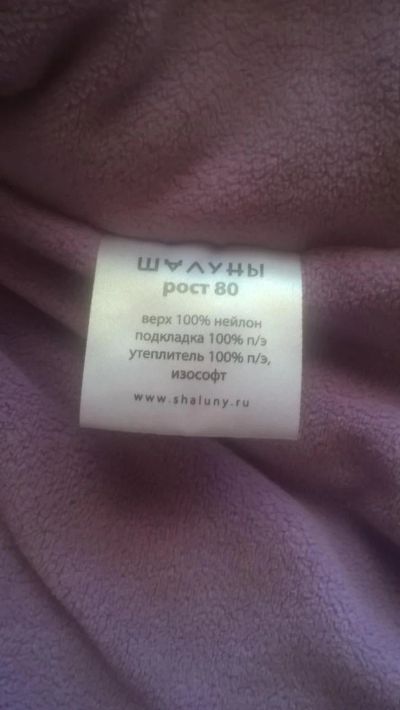 ШАЛУНЫ
рост 80
верх 100% нейлон
подкладка 100% п/э
утеплитель 100% п/э,
изософт
www.shaluny.ru